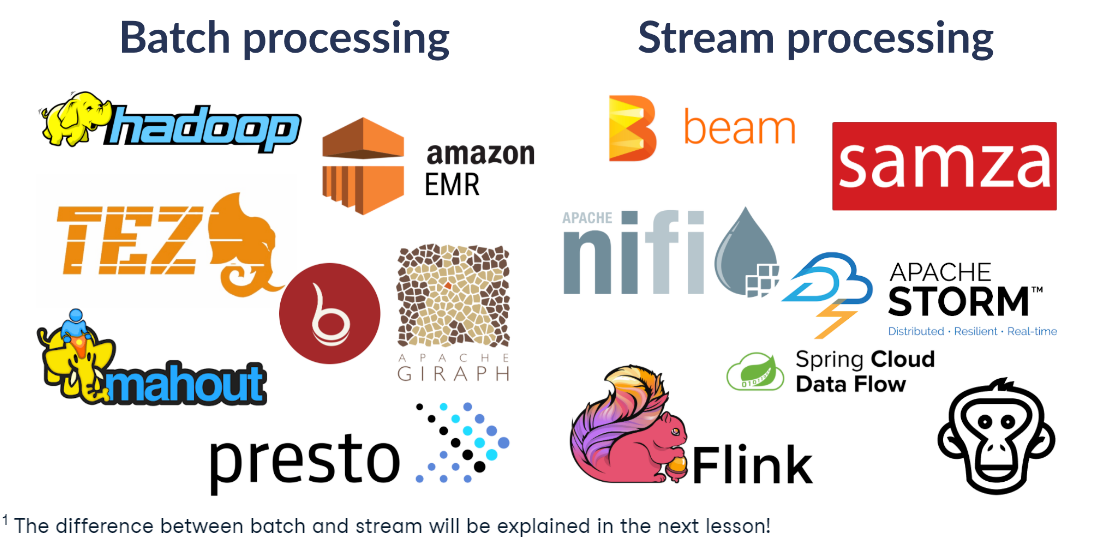 Batch processing
hadoop
amazon
EMR
TEZ
b
APACHE
GIRAPH
mahout
presto
Stream processing
B beam
samza
APACHE
nifi
APACHE
STORM™
Distributed • Resilient • Real-time
Spring Cloud
Data Flow
Flink
1 The difference between batch and stream will be explained in the next lesson!